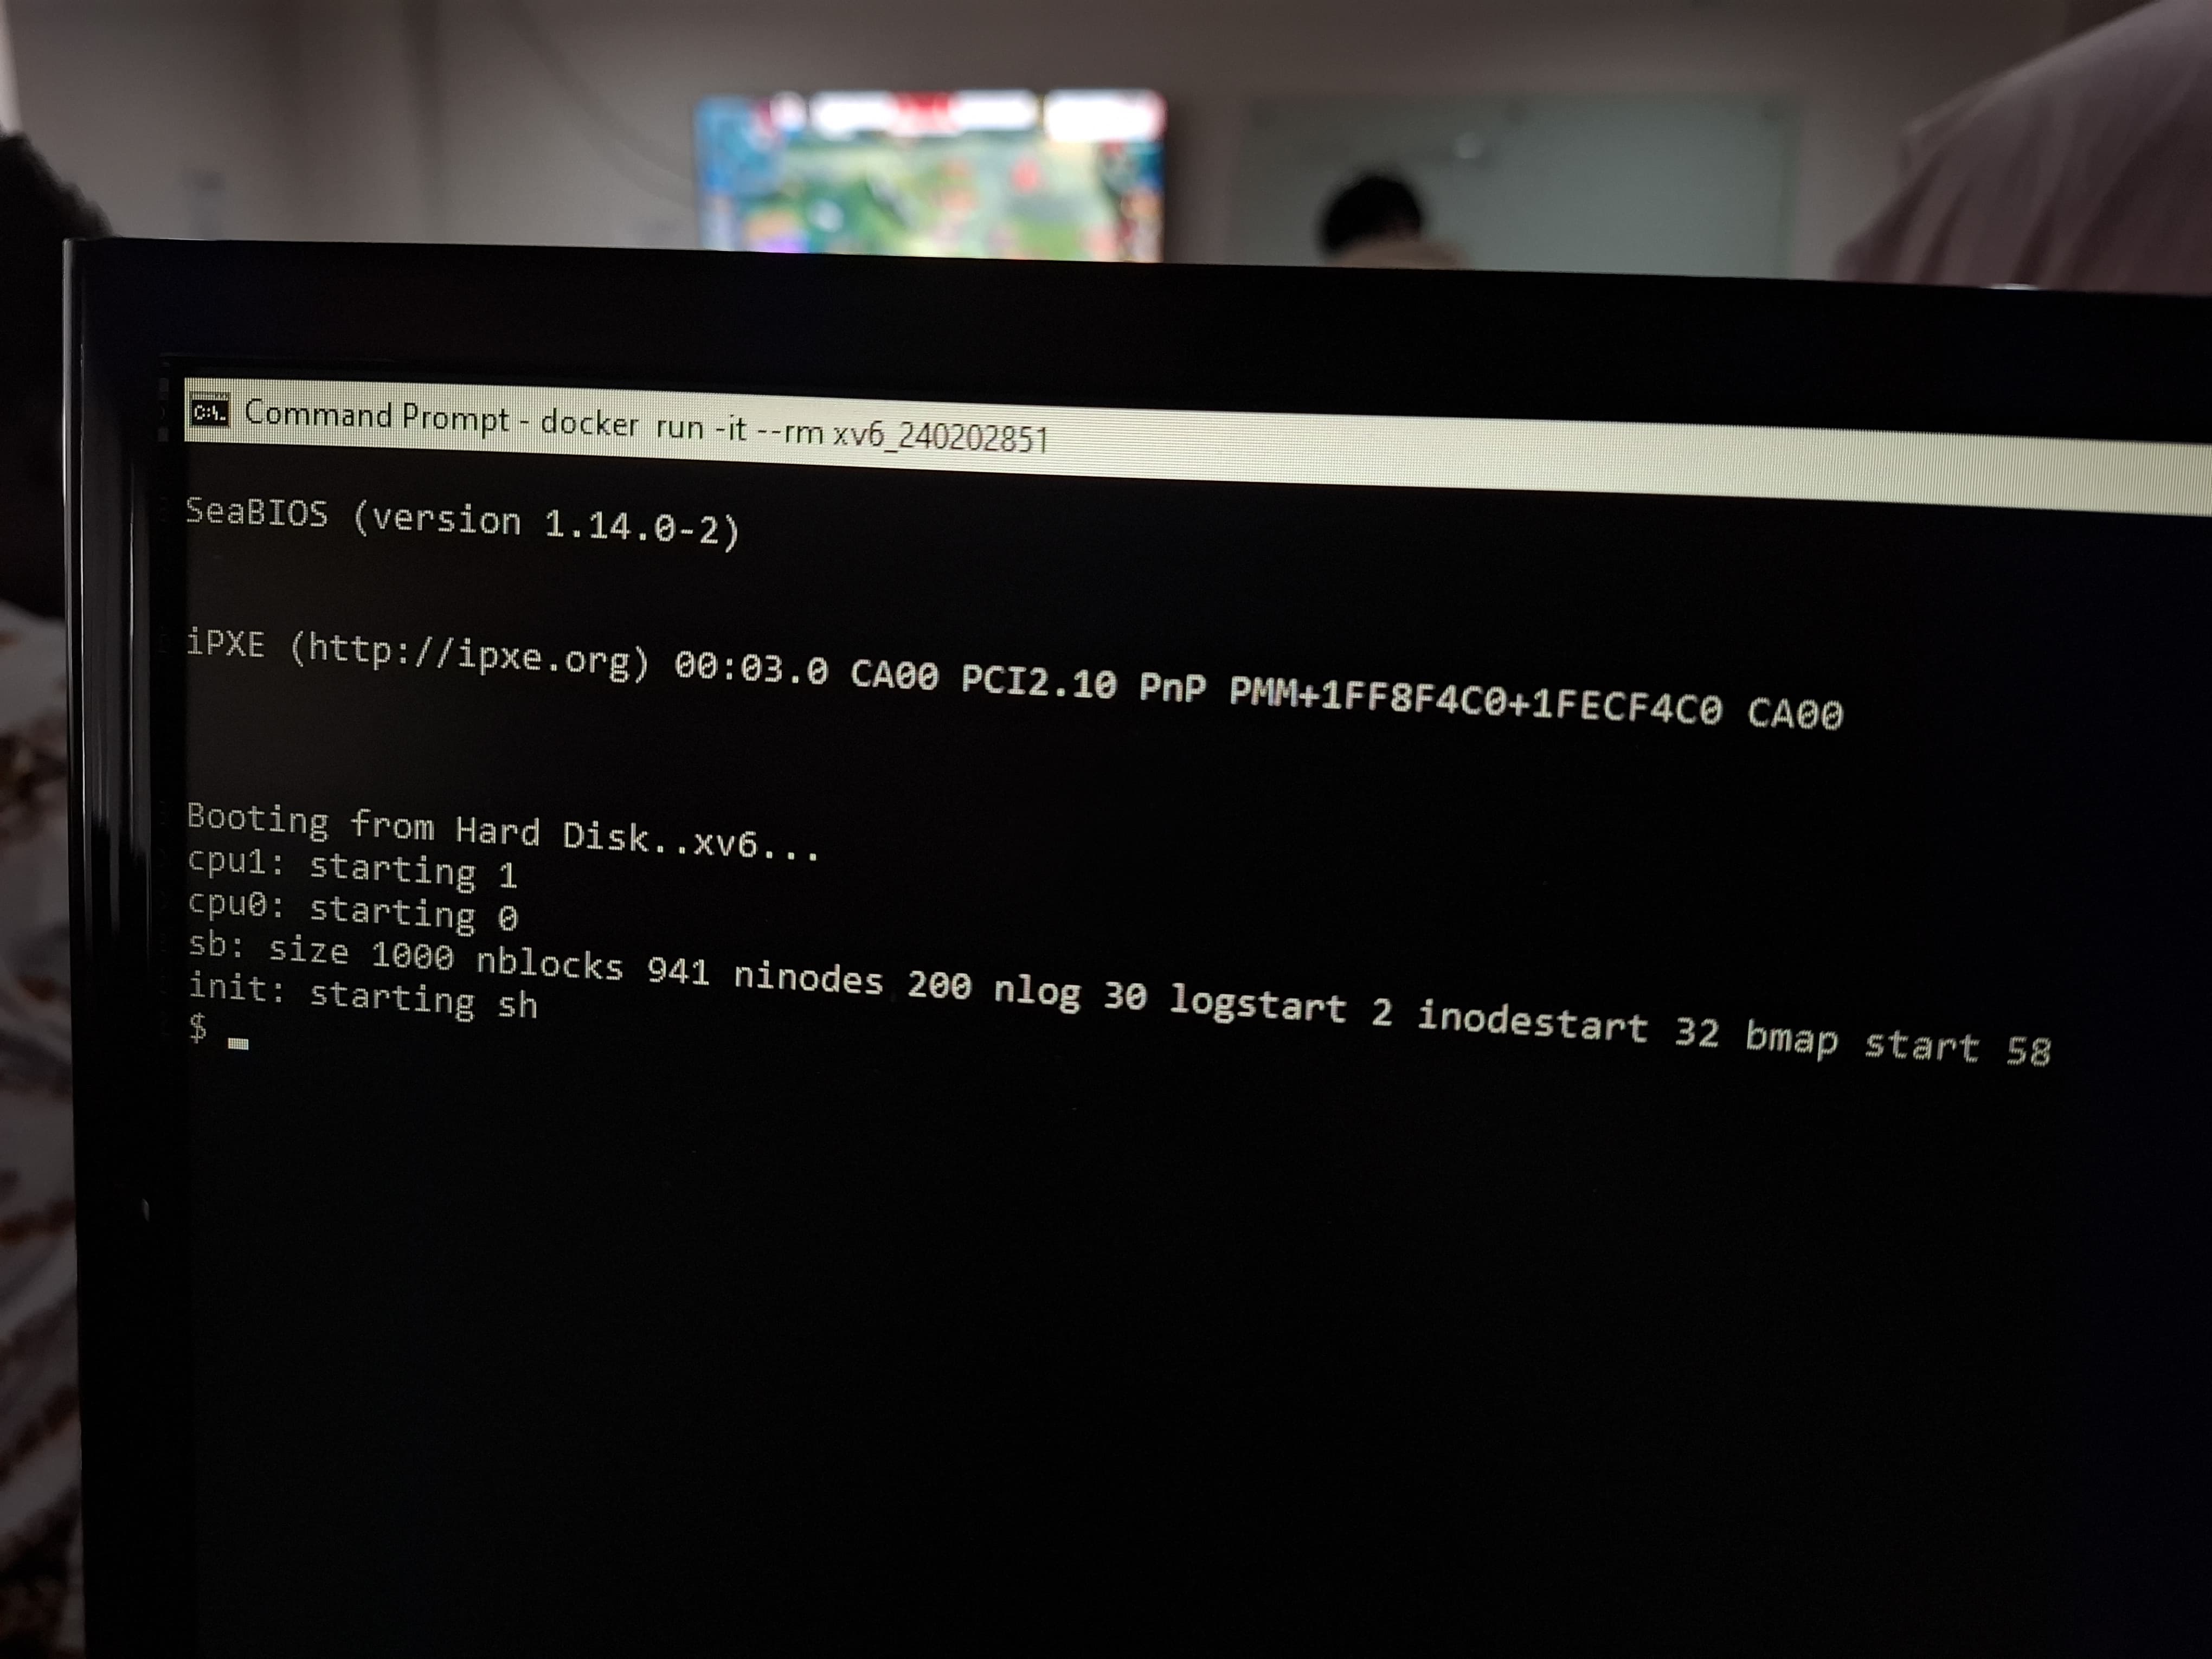 C:\.
Command Prompt - docker run -it --rm xv6_240202851
SeaBIOS (version 1.14.0-2)
iPXE (http://ipxe.org) 00:03.0 CA00 PCI2.10 PnP PMM+1FF8F4C0+1FECF4C0 CA00
Booting from Hard Disk..xv6...
cpu1: starting 1
cpu0: starting 0
sb: size 1000 nblocks 941 ninodes 200 nlog 30 logstart 2 inodestart 32 bmap start 58
init: starting sh
$